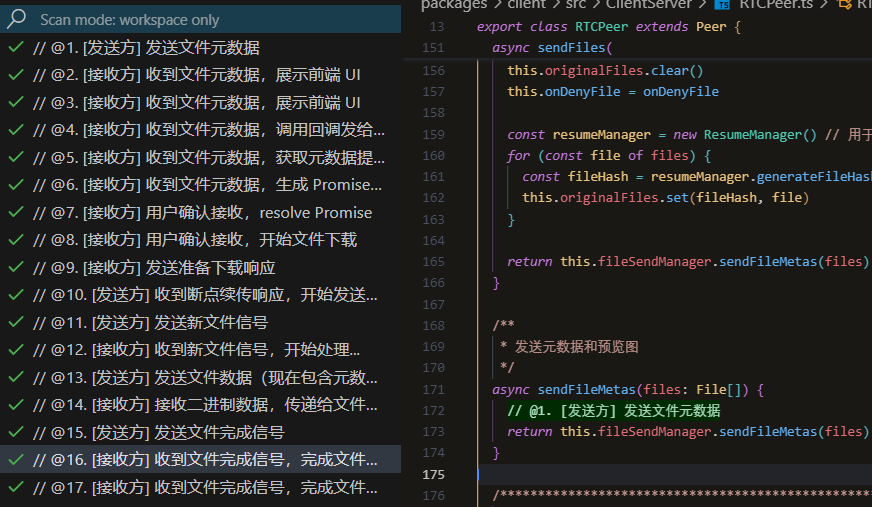 Scan mode: workspace only
// @1. [发送方] 发送文件元数据
// @2. [接收方] 收到文件元数据，展示前端 UI
// @3. [接收方] 收到文件元数据，展示前端 UI
// @4. [接收方] 收到文件元数据，调用回调发给...
// @5. [接收方] 收到文件元数据，获取元数据提...
// @6. [接收方] 收到文件元数据，生成 Promise...
// @7. [接收方] 用户确认接收，resolve Promise
// @8. [接收方] 用户确认接收，开始文件下载
// @9. [接收方] 发送准备下载响应
// @10. [发送方] 收到断点续传响应，开始发送...
// @11. [发送方] 发送新文件信号
// @12. [接收方] 收到新文件信号，开始处理...
// @13. [发送方] 发送文件数据（现在包含元数...
// @14. [接收方] 接收二进制数据，传递给文件...
// @15. [发送方] 发送文件完成信号
// @16. [接收方] 收到文件完成信号，完成文件...
// @17. [接收方] 收到文件完成信号，完成文件...
packages > client > src > ClientServer > TS RTCPeer.ts >
13 export class RTCPeer extends Peer {
151 async sendFiles(
156 this.originalFiles.clear()
157 this.onDenyFile = onDenyFile
158
159 const resumeManager = new ResumeManager() // 用于
160 for (const file of files) {
161 const fileHash = resumeManager.generateFileHash
162 this.originalFiles.set(fileHash, file)
163 }
164
165 return this.fileSendManager.sendFileMetas(files)
166 }
167
168 /**
169 * 发送元数据和预览图
170 */
171 async sendFileMetas(files: File[]) {
172 // @1. [发送方] 发送文件元数据
173 return this.fileSendManager.sendFileMetas(files)
174 }
175
176 /************************************************